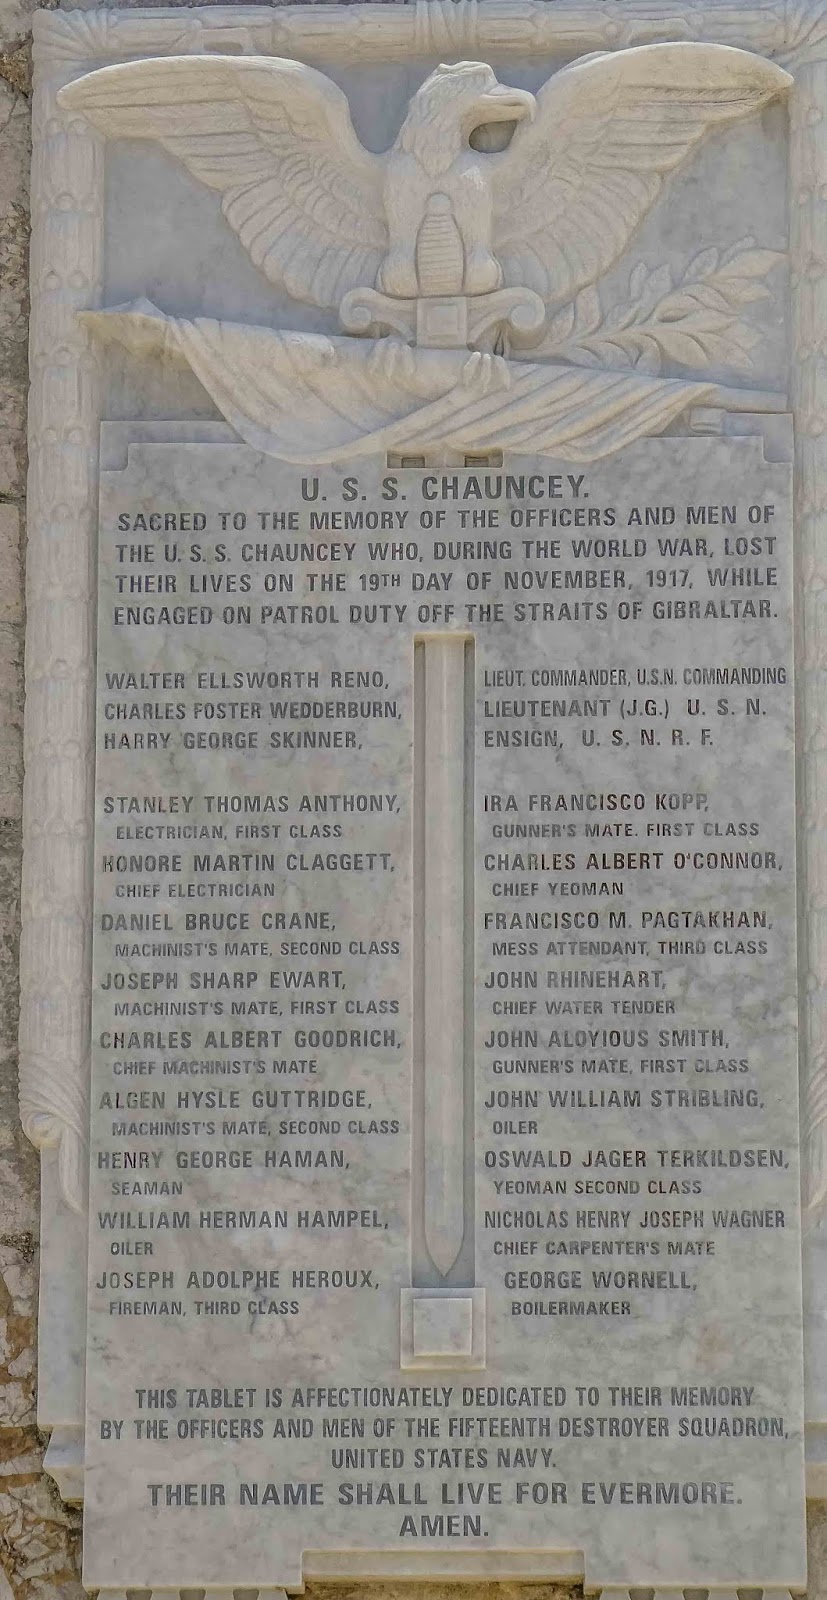 U. S. S. CHAUNCEY.
SACRED TO THE MEMORY OF THE OFFICERS AND MEN OF
THE U. S. S. CHAUNCEY WHO, DURING THE WORLD WAR, LOST
THEIR LIVES ON THE 19TH DAY OF NOVEMBER, 1917, WHILE
ENGAGED ON PATROL DUTY OFF THE STRAITS OF GIBRALTAR.
WALTER ELLSWORTH RENO, LIEUT. COMMANDER, U.S.N. COMMANDING
CHARLES FOSTER WEDDERBURN, LIEUTENANT (J.G.) U. S. N.
HARRY GEORGE SKINNER, ENSIGN, U. S. N. R. F.
STANLEY THOMAS ANTHONY,
ELECTRICIAN, FIRST CLASS
HONORE MARTIN CLAGGETT,
CHIEF ELECTRICIAN
DANIEL BRUCE CRANE,
MACHINIST'S MATE, SECOND CLASS
JOSEPH SHARP EWART,
MACHINIST'S MATE, FIRST CLASS
CHARLES ALBERT GOODRICH,
CHIEF MACHINIST'S MATE
ALGEN HYSLE GUTTRIDGE,
MACHINIST'S MATE, SECOND CLASS
HENRY GEORGE HAMAN,
SEAMAN
WILLIAM HERMAN HAMPEL,
OILER
JOSEPH ADOLPHE HEROUX,
FIREMAN, THIRD CLASS
IRA FRANCISCO KOPP,
GUNNER'S MATE. FIRST CLASS
CHARLES ALBERT O'CONNOR,
CHIEF YEOMAN
FRANCISCO M. PAGTAKHAN,
MESS ATTENDANT, THIRD CLASS
JOHN RHINEHART,
CHIEF WATER TENDER
JOHN ALOYIOUS SMITH,
GUNNER'S MATE, FIRST CLASS
JOHN WILLIAM STRIBLING,
OILER
OSWALD JAGER TERKILDSEN,
YEOMAN SECOND CLASS
NICHOLAS HENRY JOSEPH WAGNER
CHIEF CARPENTER'S MATE
GEORGE WORNELL,
BOILERMAKER
THIS TABLET IS AFFECTIONATELY DEDICATED TO THEIR MEMORY
BY THE OFFICERS AND MEN OF THE FIFTEENTH DESTROYER SQUADRON,
UNITED STATES NAVY.
THEIR NAME SHALL LIVE FOR EVERMORE.
AMEN.